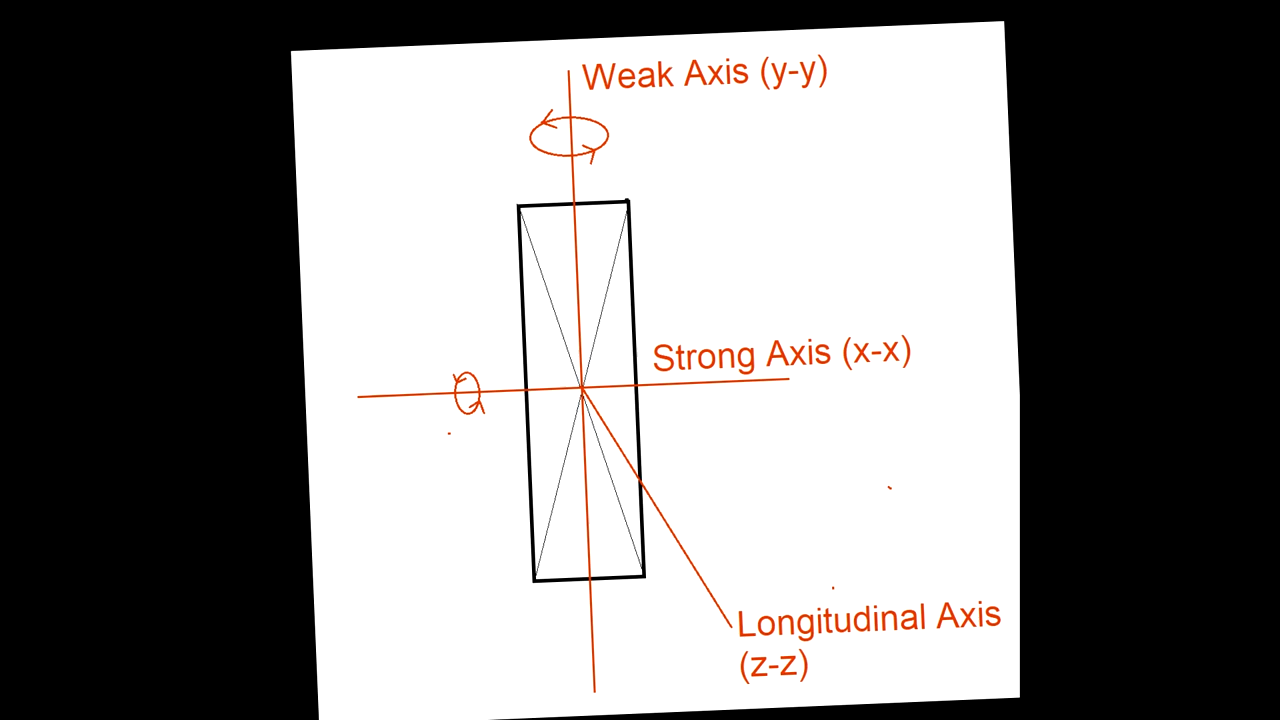 Weak Axis (y-y)
Strong Axis (x-x)
Longitudinal Axis
(z-z)